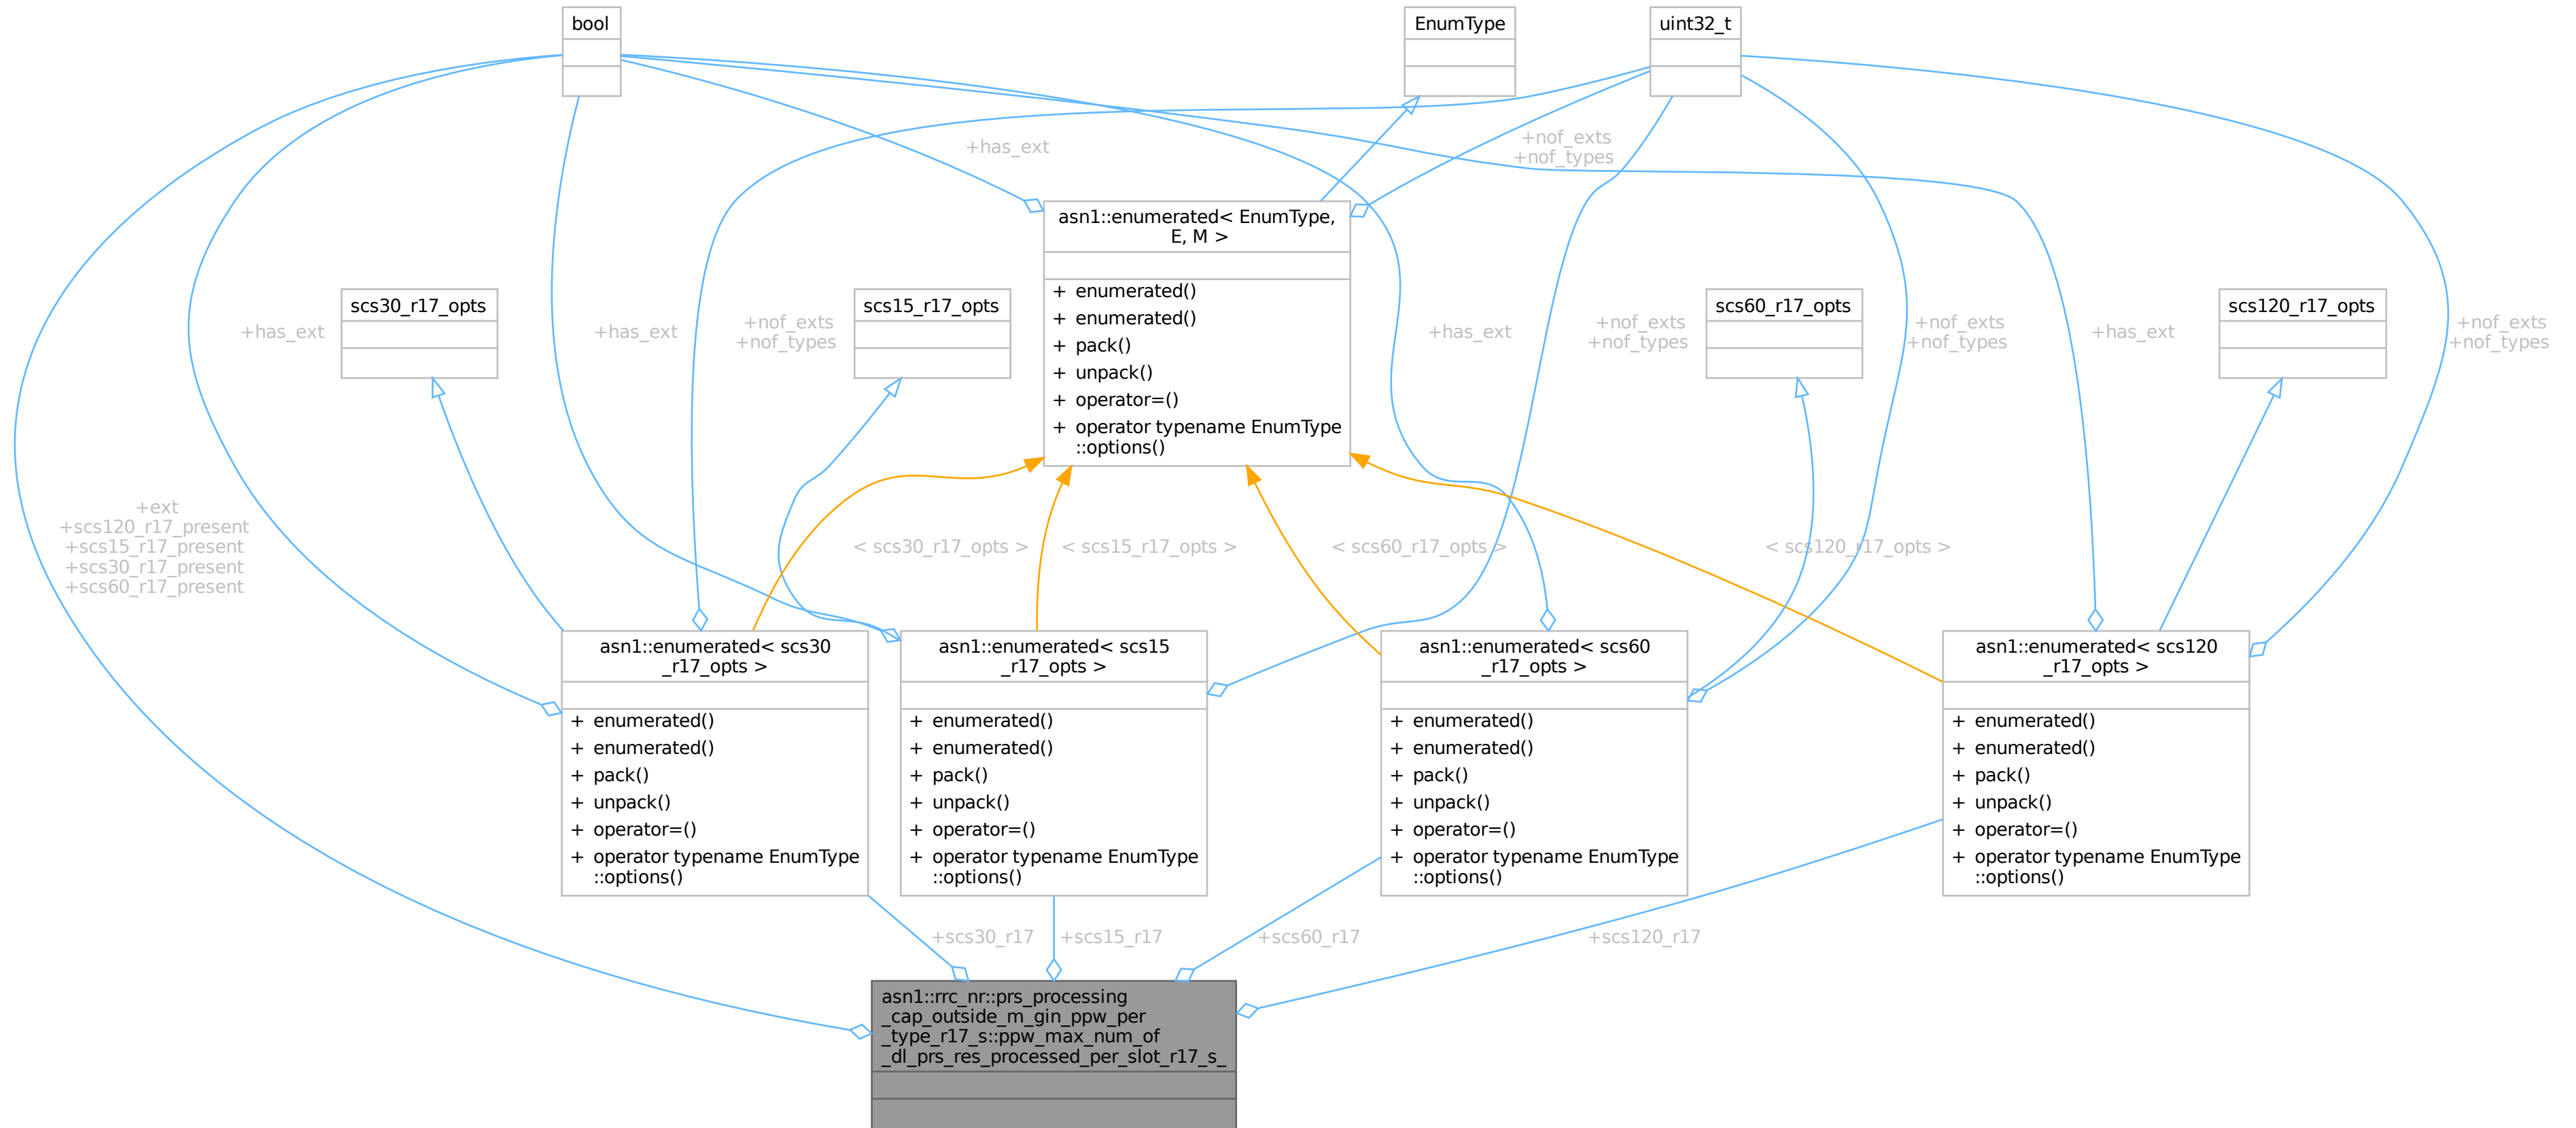 bool
EnumType
uint32_t
+has_ext
+nof_exts
+nof_types
asn1::enumerated< EnumType,
E, M >
+ enumerated()
+ enumerated()
+ pack()
+ unpack()
+ operator=()
+ operator typename EnumType
::options()
scs30_r17_opts
scs15_r17_opts
scs60_r17_opts
scs120_r17_opts
+has_ext
+has_ext
+nof_exts
+nof_types
+has_ext
+nof_exts
+nof_types
+nof_exts
+nof_types
+has_ext
+nof_exts
+nof_types
+ext
+scs120_r17_present
+scs15_r17_present
+scs30_r17_present
+scs60_r17_present
< scs30_r17_opts >
< scs15_r17_opts >
< scs60_r17_opts >
< scs120_r17_opts >
asn1::enumerated< scs30
_r17_opts >
+ enumerated()
+ enumerated()
+ pack()
+ unpack()
+ operator=()
+ operator typename EnumType
::options()
asn1::enumerated< scs15
_r17_opts >
+ enumerated()
+ enumerated()
+ pack()
+ unpack()
+ operator=()
+ operator typename EnumType
::options()
asn1::enumerated< scs60
_r17_opts >
+ enumerated()
+ enumerated()
+ pack()
+ unpack()
+ operator=()
+ operator typename EnumType
::options()
asn1::enumerated< scs120
_r17_opts >
+ enumerated()
+ enumerated()
+ pack()
+ unpack()
+ operator=()
+ operator typename EnumType
::options()
+scs30_r17
+scs15_r17
+scs60_r17
+scs120_r17
asn1::rrc_nr::prs_processing
_cap_outside_m_gin_ppw_per
_type_r17_s::ppw_max_num_of
_dl_prs_res_processed_per_slot_r17_s_